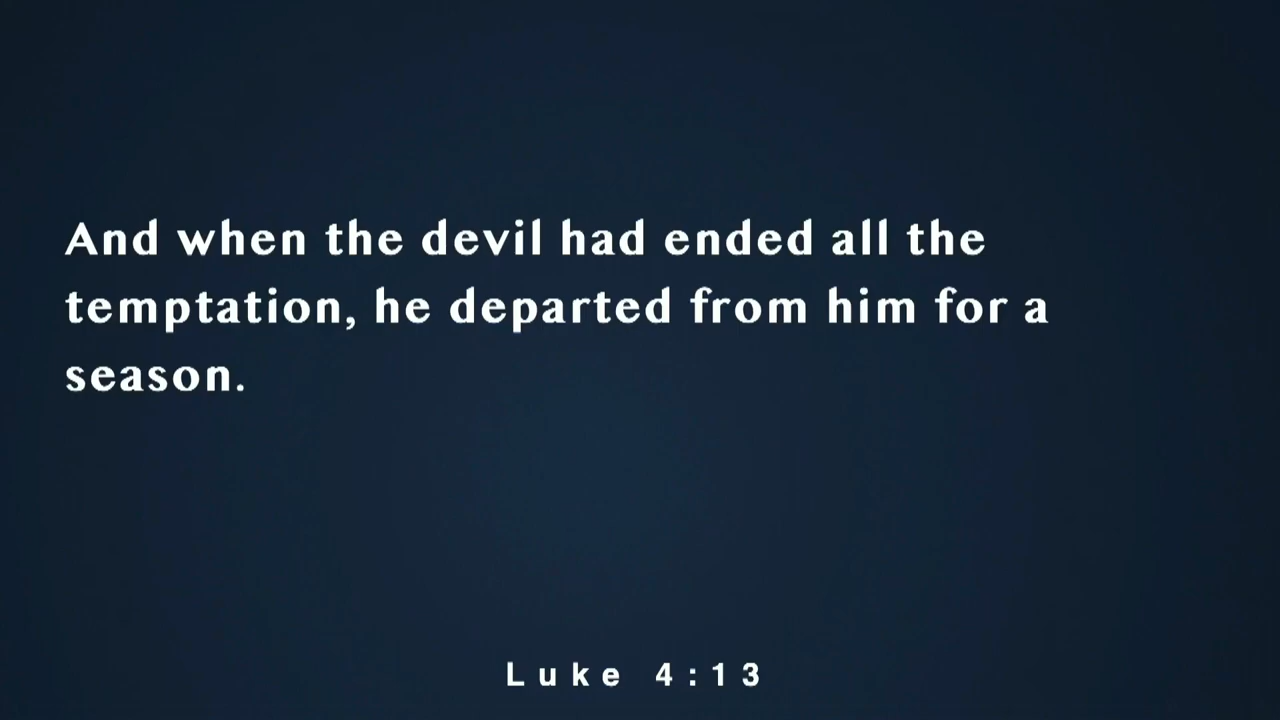 And when the devil had ended all the
temptation, he departed from him for a
season.
Luke 4:13